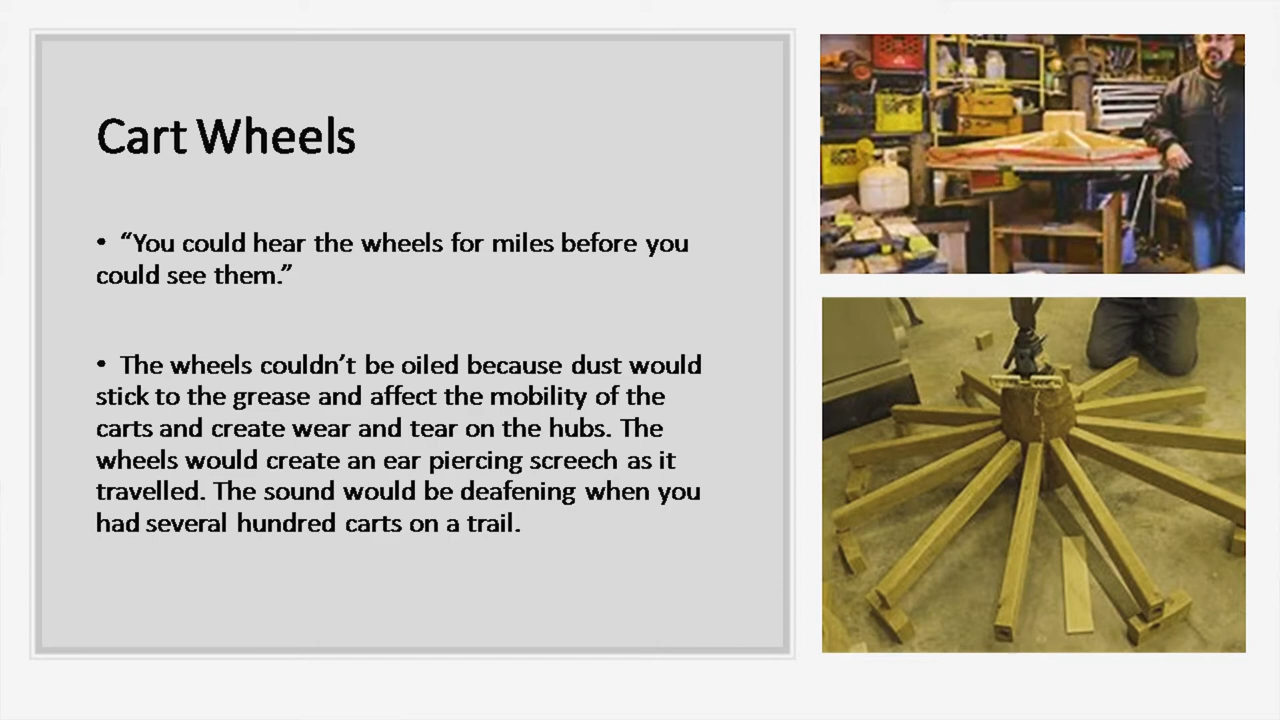 Cart Wheels
• “You could hear the wheels for miles before you
could see them.”
• The wheels couldn’t be oiled because dust would
stick to the grease and affect the mobility of the
carts and create wear and tear on the hubs. The
wheels would create an ear piercing screech as it
travelled. The sound would be deafening when you
had several hundred carts on a trail.